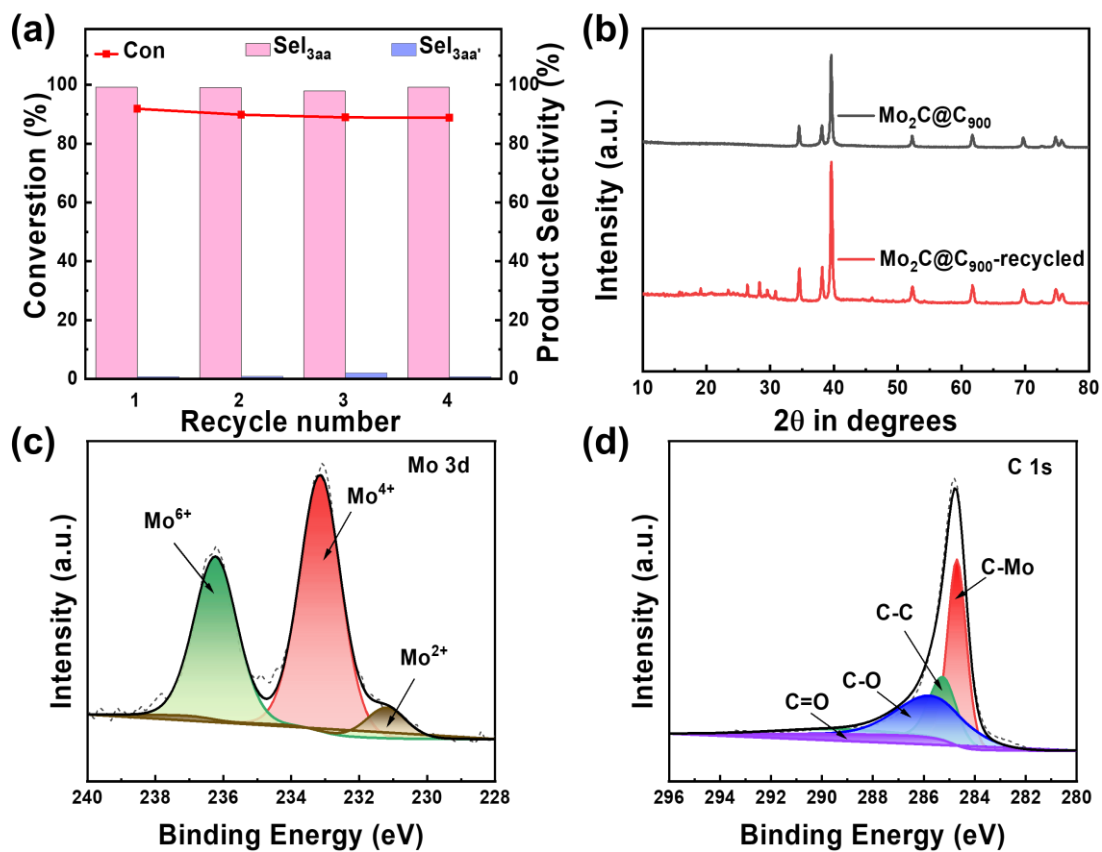 (a)
Con
Sel3aa
Sel3aa'
Converstion (%)
100
80
60
40
20
0
Product Selectivity (%)
100
80
60
40
20
0
1 2 3 4
Recycle number
(b)
Intensity (a.u.)
Mo2C@C900
Mo2C@C900-recycled
10 20 30 40 50 60 70 80
2θ in degrees
(c)
Mo 3d
Mo6+
Mo4+
Mo2+
Intensity (a.u.)
240 238 236 234 232 230 228
Binding Energy (eV)
(d)
C 1s
C-Mo
C-C
C-O
C=O
Intensity (a.u.)
296 294 292 290 288 286 284 282 280
Binding Energy (eV)